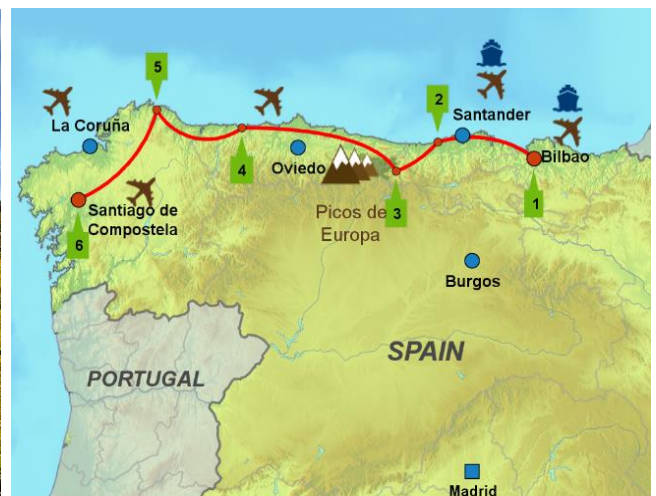 5
2
La Coruña
Santander
Bilbao
4
Oviedo
Santiago de
Compostela
Picos de
Europa
3
1
6
Burgos
SPAIN
PORTUGAL
Madrid